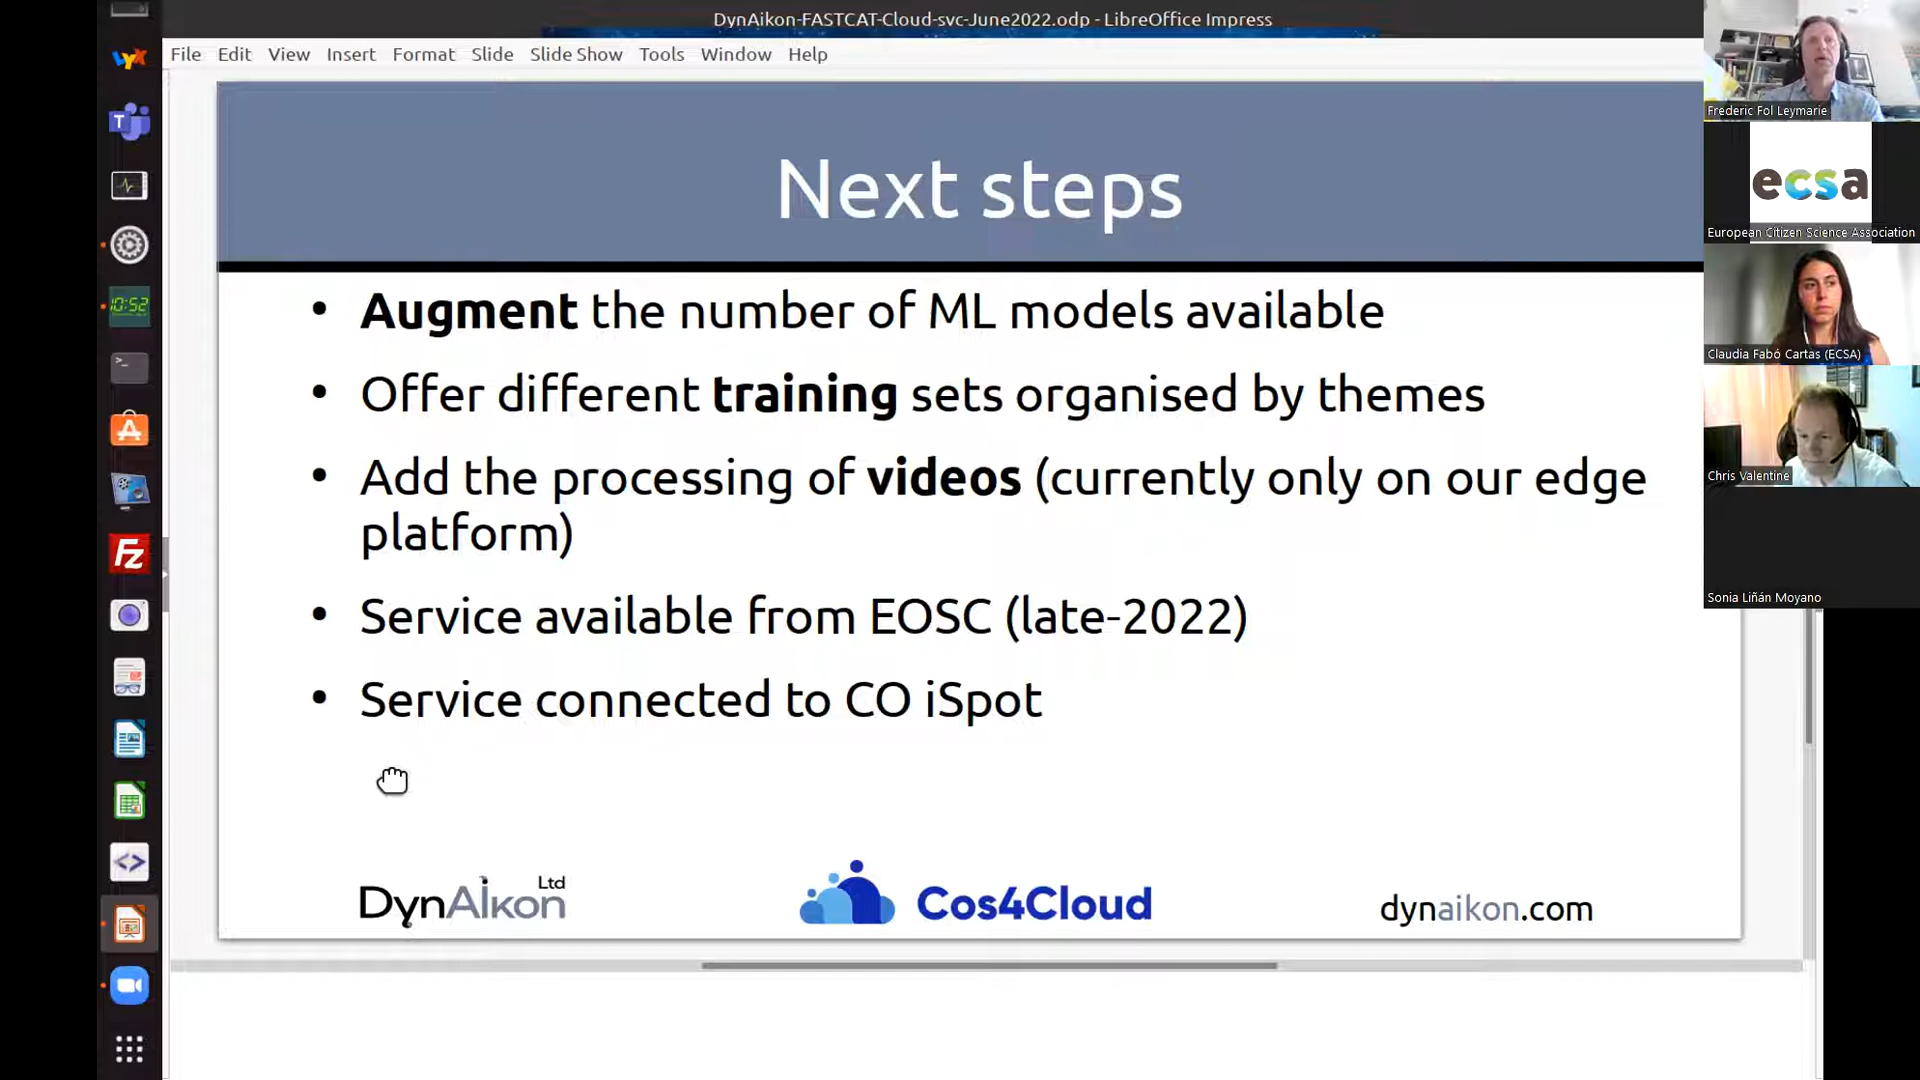 DynAikon-FASTCAT-Cloud-svc-June2022.odp - LibreOffice Impress
File Edit View Insert Format Slide Slide Show Tools Window Help
Next steps
• Augment the number of ML models available
• Offer different training sets organised by themes
• Add the processing of videos (currently only on our edge
platform)
• Service available from EOSC (late-2022)
• Service connected to CO iSpot
DynAikon Ltd
Cos4Cloud
dynaikon.com
Frederic Fol Leymarie
ecsa
European Citizen Science Association
Claudia Fabó Cartas (ECSA)
Chris Valentine
Sonia Liñán Moyano
LyX
T
10:52
>_
A
FZ
<>